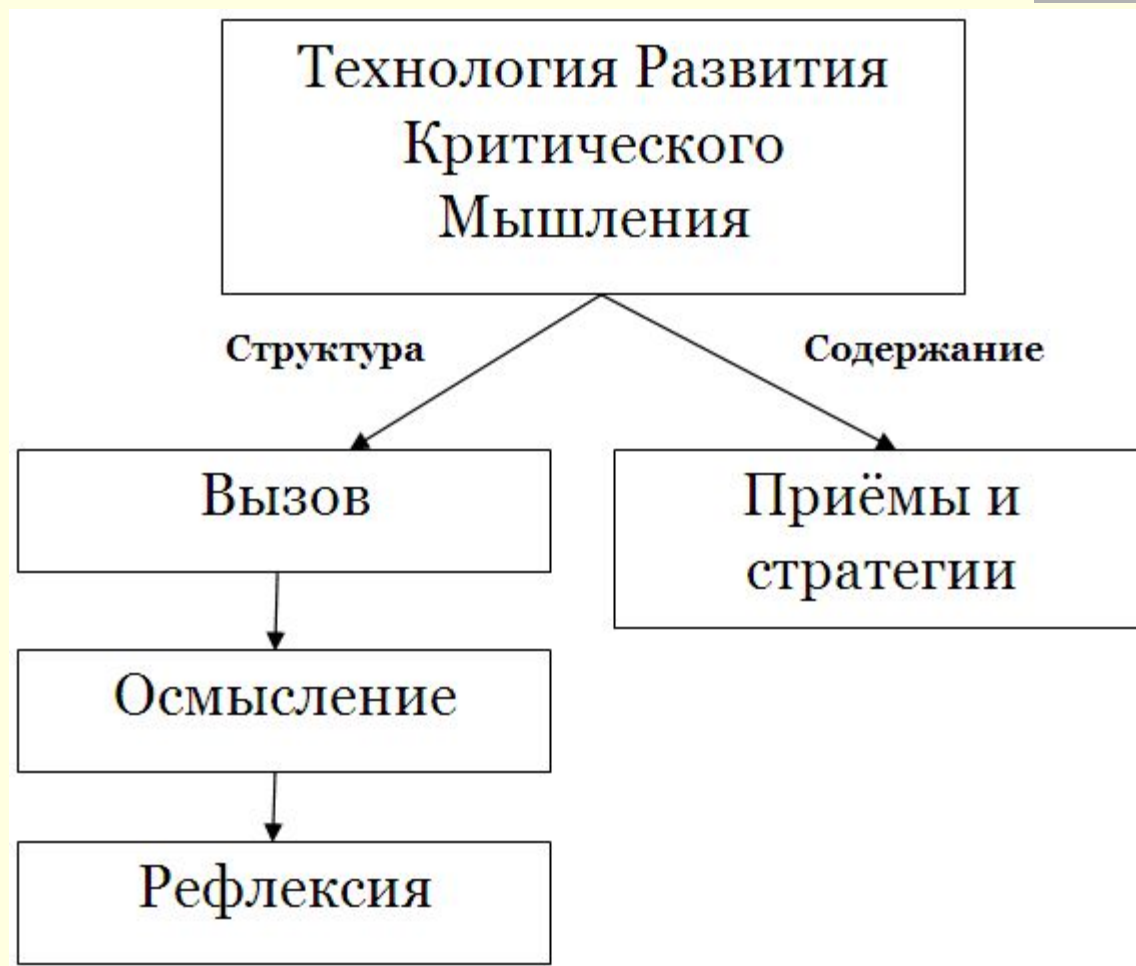 Технология Развития
Критического
Мышления
Структура
Содержание
Вызов
Приёмы и
стратегии
Осмысление
Рефлексия